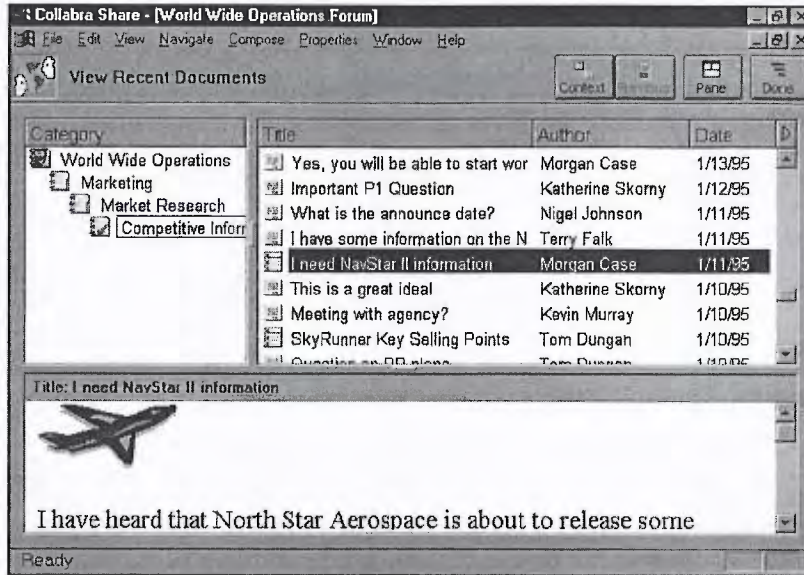 Collabra Share - [World Wide Operations Forum]
File Edit View Navigate Compose Properties Window Help
View Recent Documents
Context
Pane
Done
Category
World Wide Operations
Marketing
Market Research
Competitive Inforr
Title Author Date
Yes, you will be able to start wor Morgan Case 1/13/95
Important P1 Question Katherine Skorny 1/12/95
What is the announce date? Nigel Johnson 1/11/95
I have some information on the N Terry Falk 1/11/95
I need NavStar II information Morgan Case 1/11/95
This is a great ideal Katherine Skorny 1/10/95
Meeting with agency? Kevin Murray 1/10/95
SkyRunner Key Selling Points Tom Dungan 1/10/95
Tom Dungan
Title: I need NavStar II information
I have heard that North Star Aerospace is about to release some
Ready